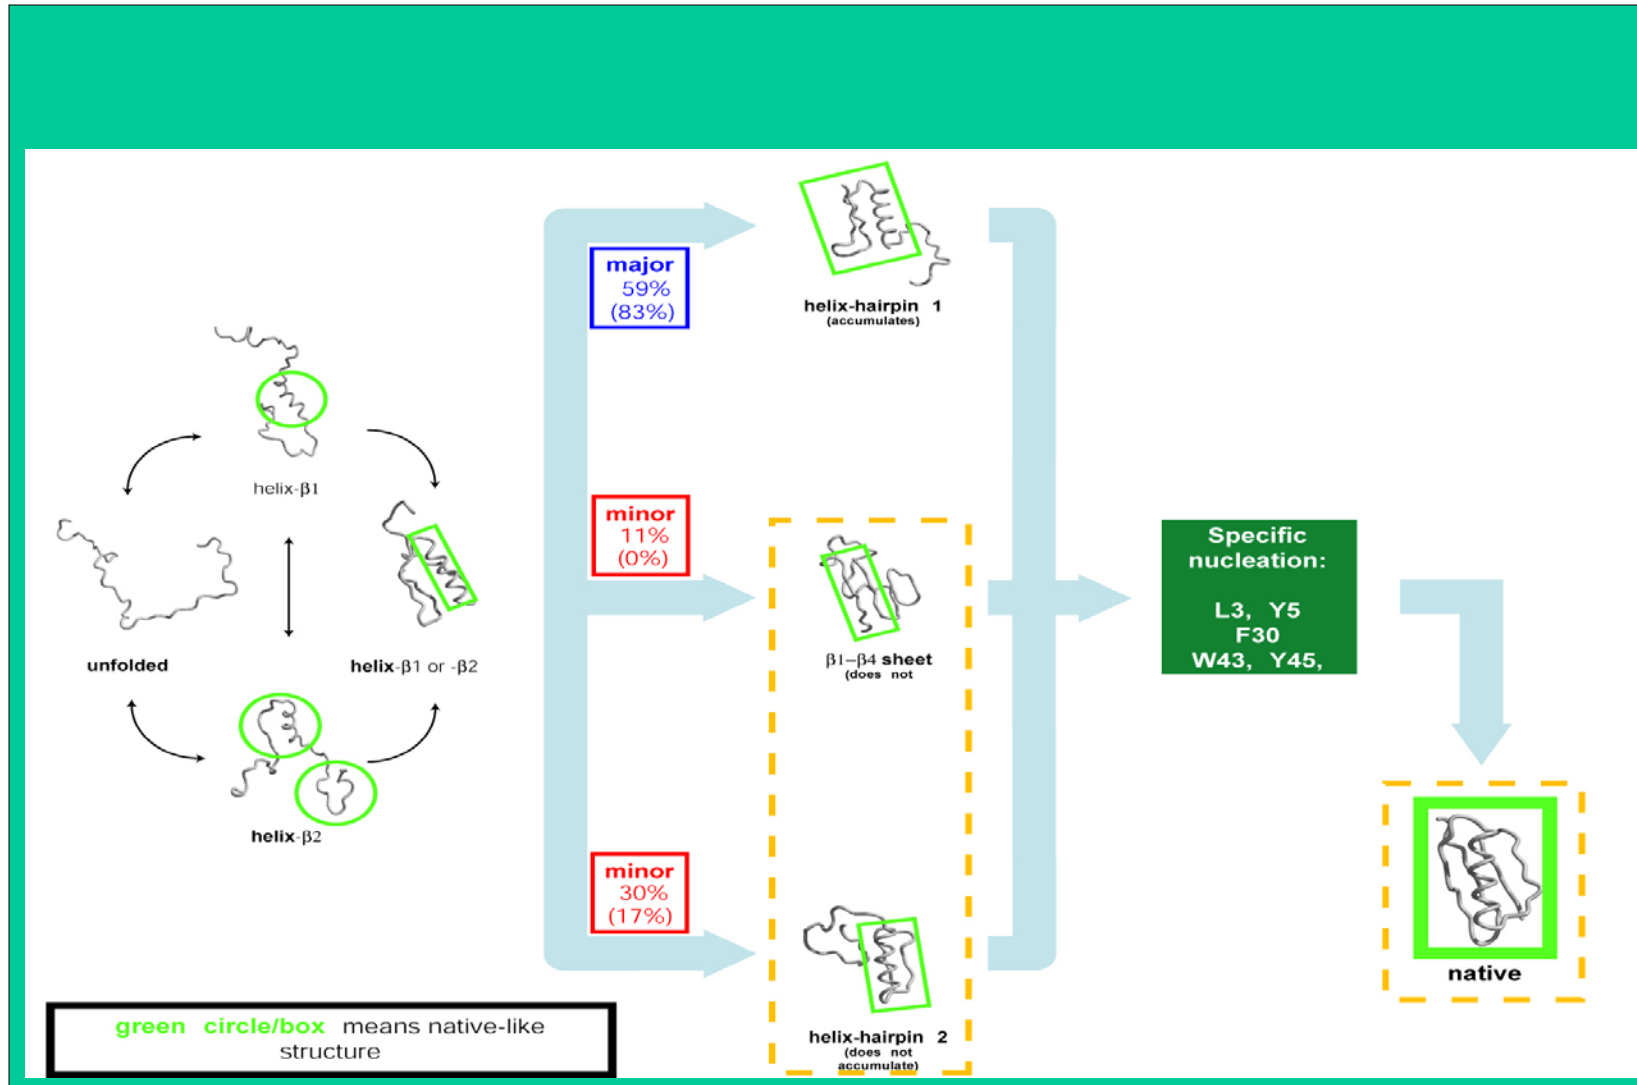 major
59%
(83%)
helix-hairpin 1
(accumulates)
helix-β1
minor
11%
(0%)
unfolded
helix-β1 or -β2
β1–β4 sheet
(does not
Specific
nucleation:
L3, Y5
F30
W43, Y45,
helix-β2
minor
30%
(17%)
helix-hairpin 2
(does not
accumulate)
native
green circle/box means native-like
structure